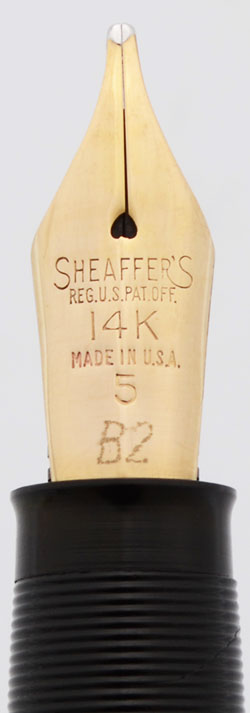 SHEAFFER'S
REG.U.S.PAT.OFF.
14K
MADE IN U.S.A.
5
B2